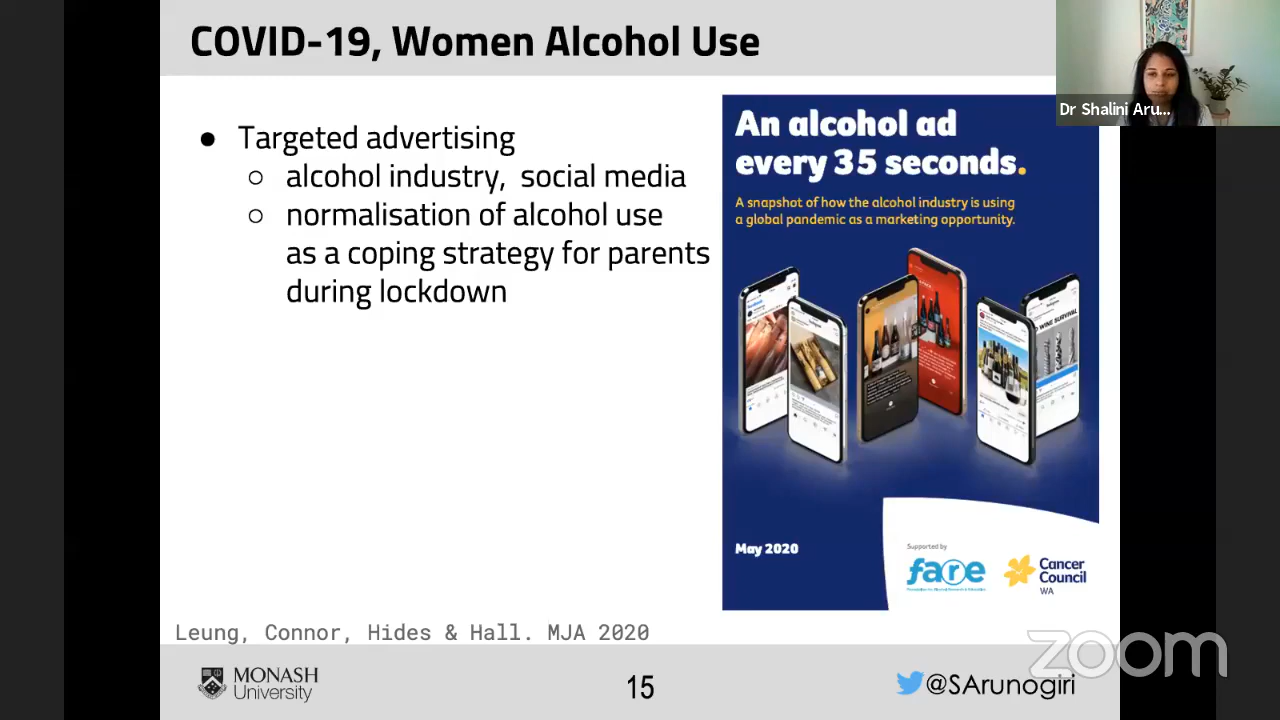 COVID-19, Women Alcohol Use
Dr Shalini Aru...
● Targeted advertising
○ alcohol industry, social media
○ normalisation of alcohol use
as a coping strategy for parents
during lockdown
An alcohol ad
every 35 seconds.
A snapshot of how the alcohol industry is using
a global pandemic as a marketing opportunity.
WINE SURVIVAL
May 2020
Supported by
fare
Cancer
Council
WA
Leung, Connor, Hides & Hall. MJA 2020
zoom
MONASH
University
15
@SArunogiri